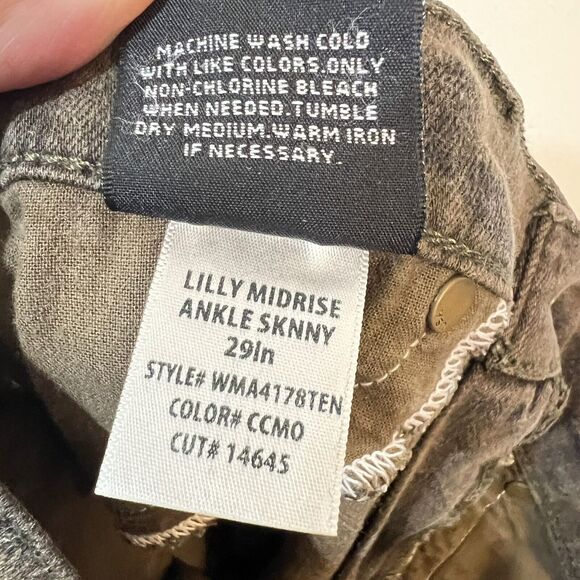 MACHINE WASH COLD
WITH LIKE COLORS.ONLY
NON-CHLORINE BLEACH
WHEN NEEDED.TUMBLE
DRY MEDIUM.WARM IRON
IF NECESSARY.
LILLY MIDRISE
ANKLE SKNNY
29In
STYLE# WMA4178TEN
COLOR# CCMO
CUT# 14645